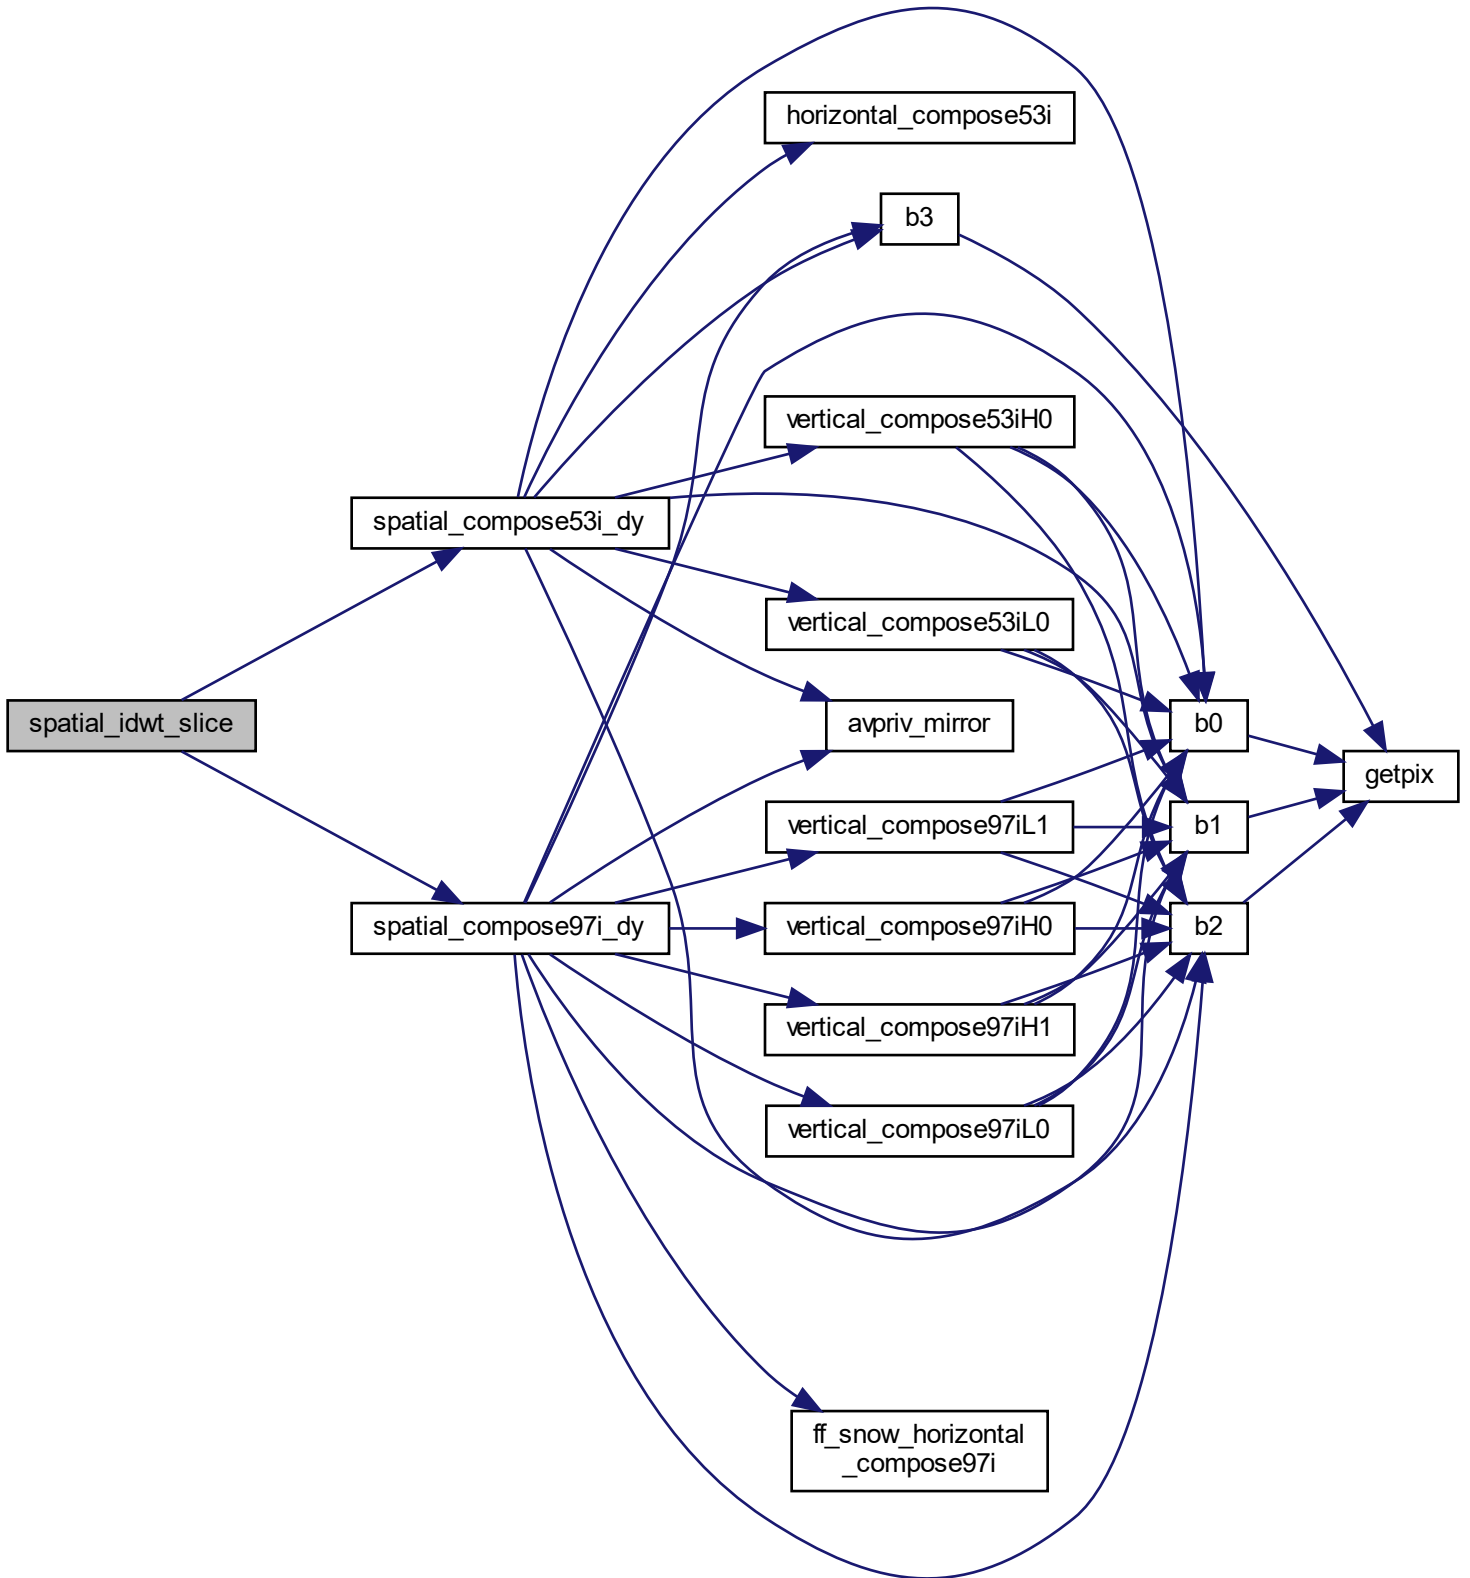 horizontal_compose53i
b3
vertical_compose53iH0
spatial_compose53i_dy
vertical_compose53iL0
spatial_idwt_slice
avpriv_mirror
b0
getpix
vertical_compose97iL1
b1
spatial_compose97i_dy
vertical_compose97iH0
b2
vertical_compose97iH1
vertical_compose97iL0
ff_snow_horizontal
_compose97i